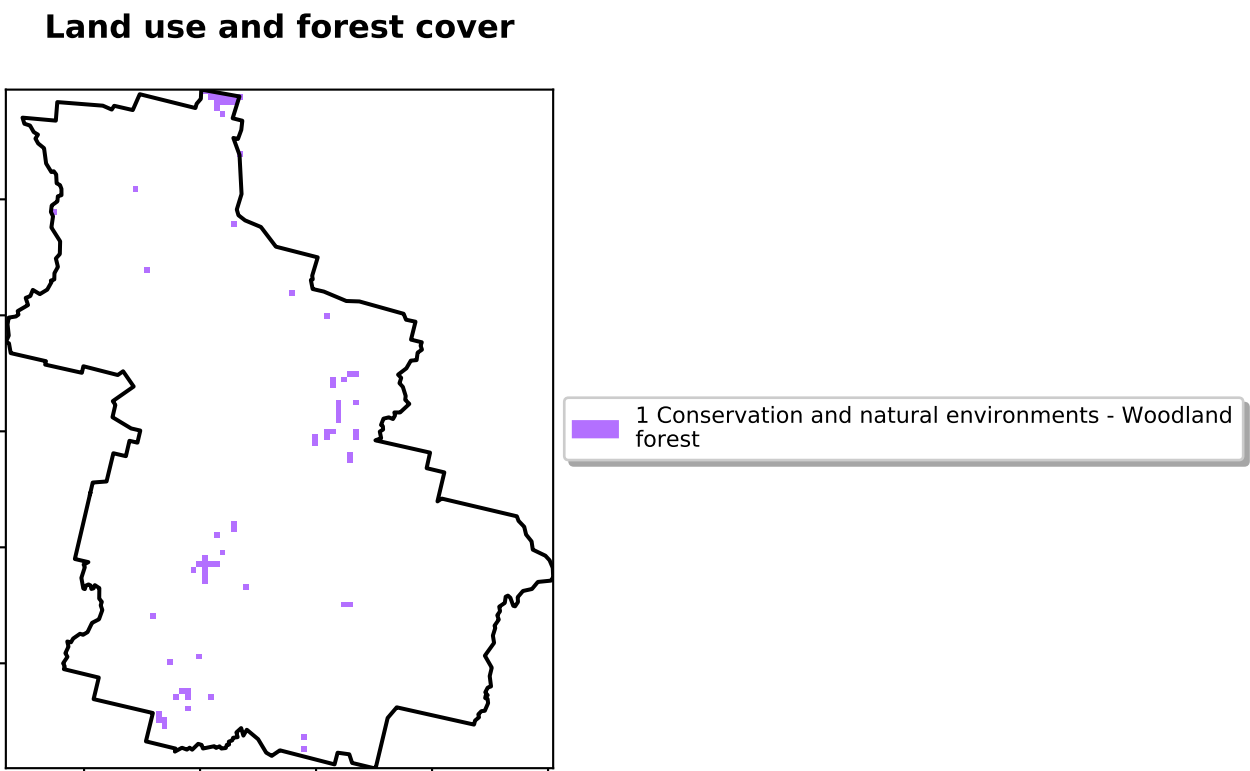 Land use and forest cover
1 Conservation and natural environments - Woodland
forest